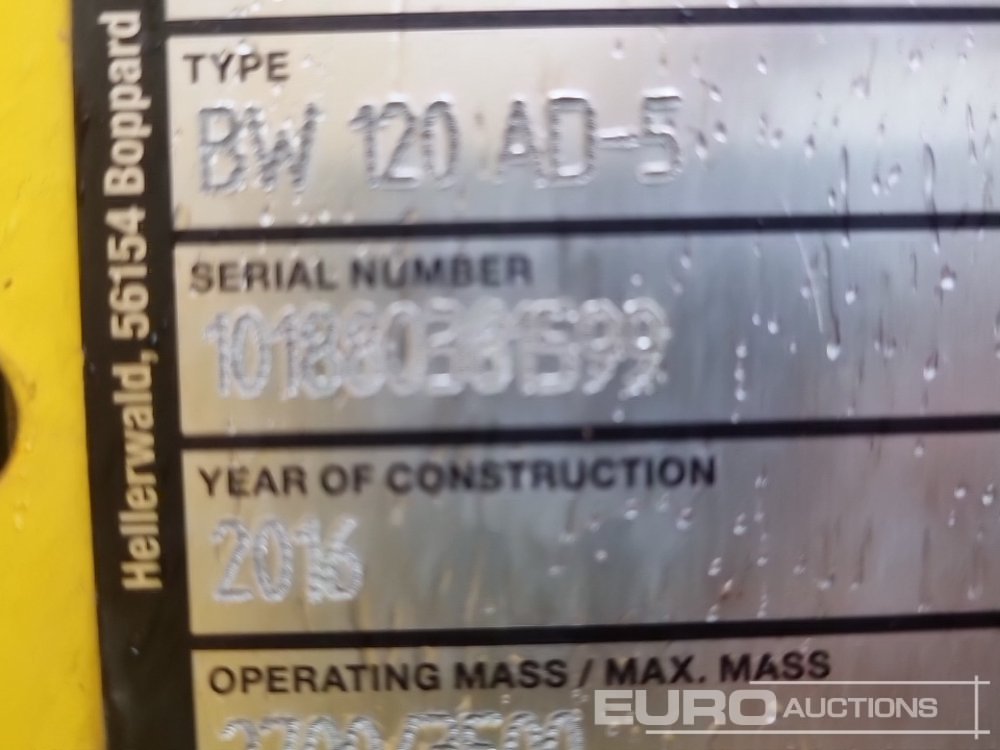 Hellerwald, 56154 Boppard
TYPE
BW 120 AD-5
SERIAL NUMBER
YEAR OF CONSTRUCTION
2016
OPERATING MASS / MAX. MASS
EURO AUCTIONS